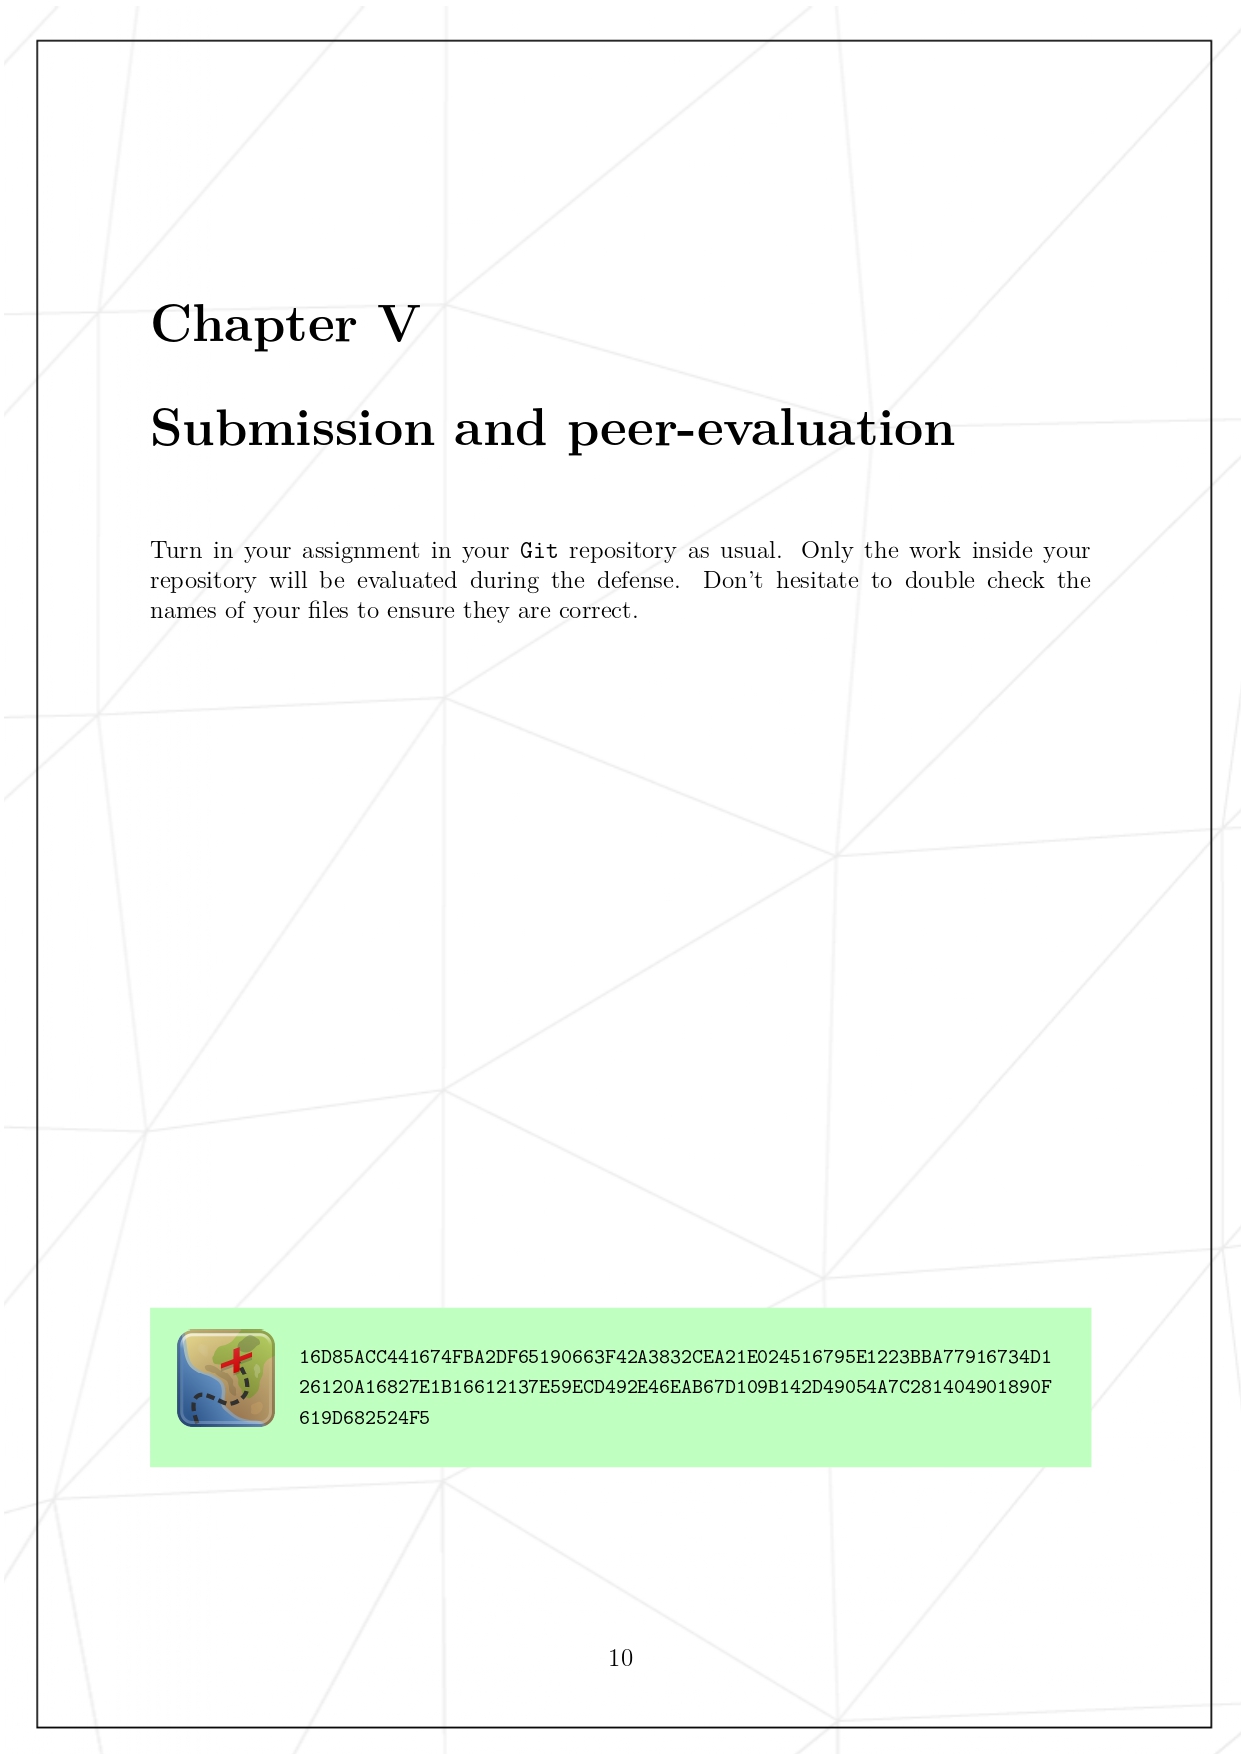 Chapter V
Submission and peer-evaluation
Turn in your assignment in your Git repository as usual. Only the work inside your
repository will be evaluated during the defense. Don't hesitate to double check the
names of your files to ensure they are correct.
16D85ACC441674FBA2DF65190663F42A3832CEA21E024516795E1223BBA77916734D1
26120A16827E1B16612137E59ECD492E46EAB67D109B142D49054A7C281404901890F
619D682524F5
10